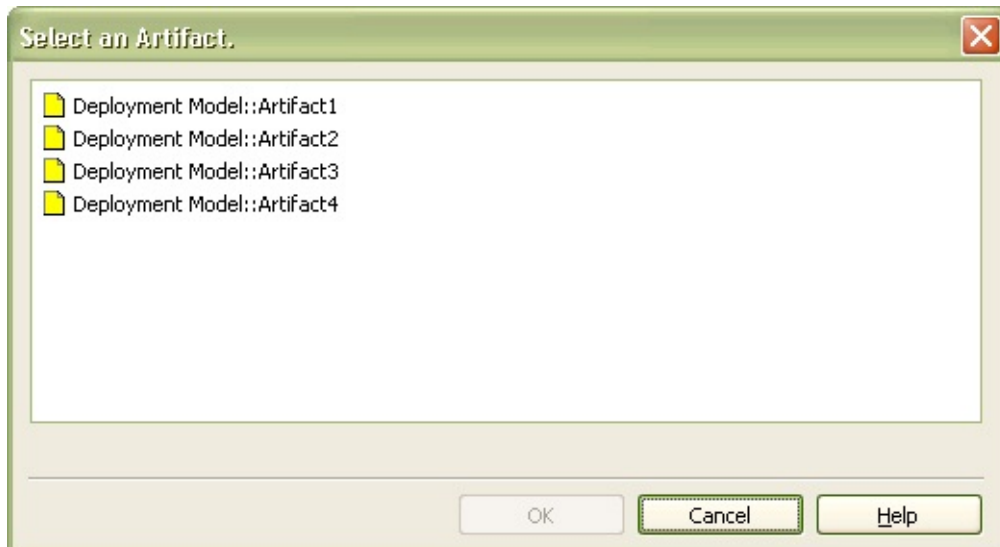 Select an Artifact.
Deployment Model::Artifact1
Deployment Model::Artifact2
Deployment Model::Artifact3
Deployment Model::Artifact4
OK Cancel Help